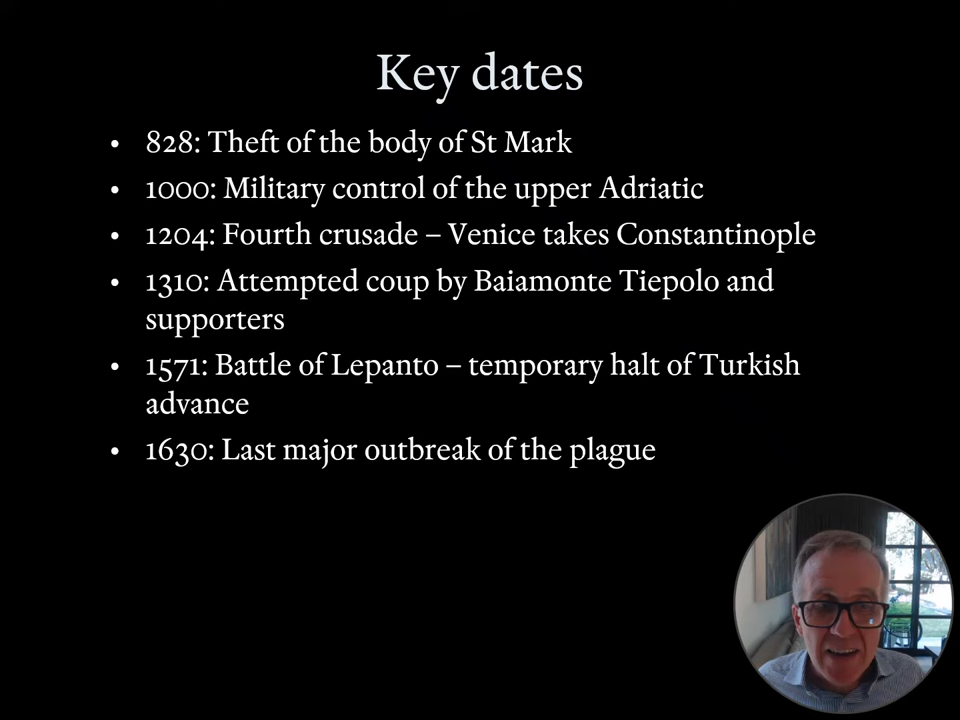 Key dates
• 828: Theft of the body of St Mark
• 1000: Military control of the upper Adriatic
• 1204: Fourth crusade – Venice takes Constantinople
• 1310: Attempted coup by Baiamonte Tiepolo and
supporters
• 1571: Battle of Lepanto – temporary halt of Turkish
advance
• 1630: Last major outbreak of the plague